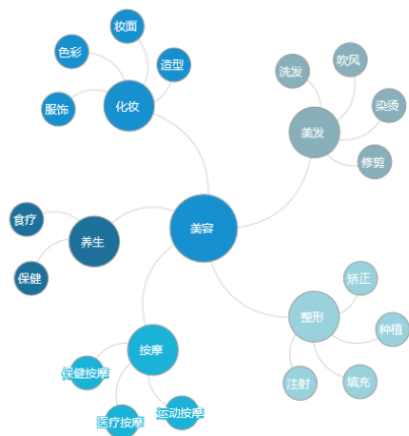 妆面
色彩
造型
服饰
化妆
洗发
吹风
染烫
美发
修剪
美容
食疗
养生
保健
按摩
保健按摩
医疗按摩
运动按摩
整形
矫正
种植
填充
注射